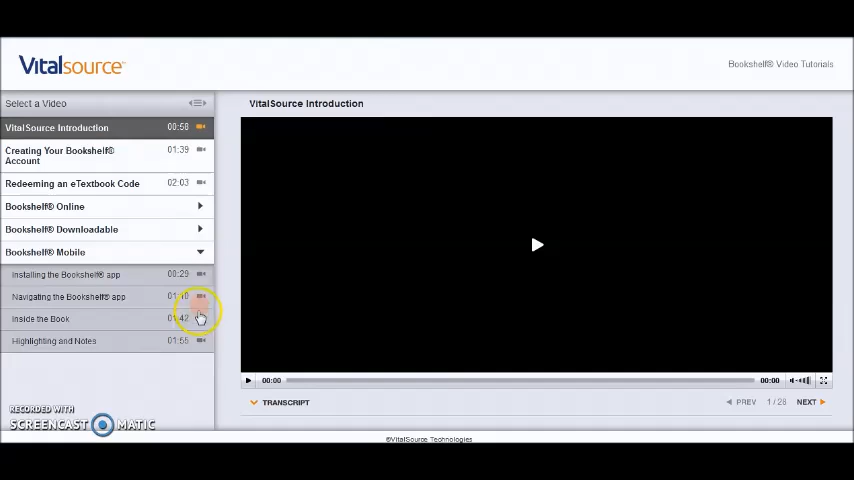 Vitalsource™
Bookshelf® Video Tutorials
Select a Video
VitalSource Introduction
VitalSource Introduction 00:58
Creating Your Bookshelf® 01:39
Account
Redeeming an eTextbook Code 02:03
Bookshelf® Online
Bookshelf® Downloadable
Bookshelf® Mobile
Installing the Bookshelf® app 00:29
Navigating the Bookshelf® app
Inside the Book
Highlighting and Notes 01:55
00:00 00:00
TRANSCRIPT PREV 1 / 28 NEXT
RECORDED WITH
SCREENCAST MATIC
©VitalSource Technologies